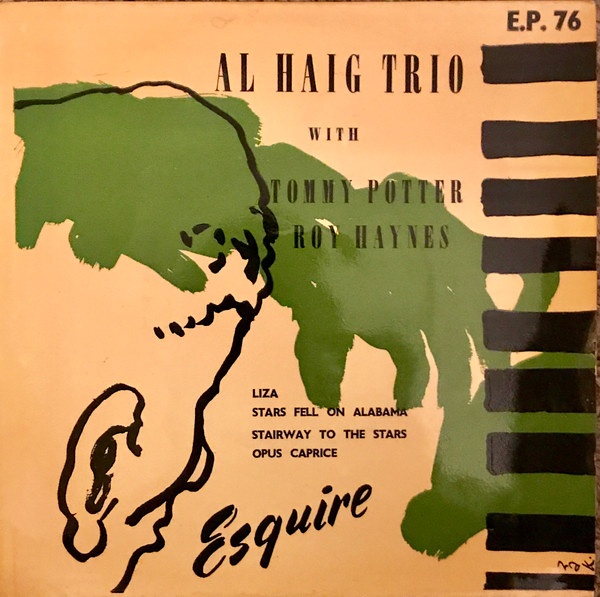 E.P. 76
AL HAIG TRIO
WITH
TOMMY POTTER
ROY HAYNES
LIZA
STARS FELL ON ALABAMA
STAIRWAY TO THE STARS
OPUS CAPRICE
Esquire